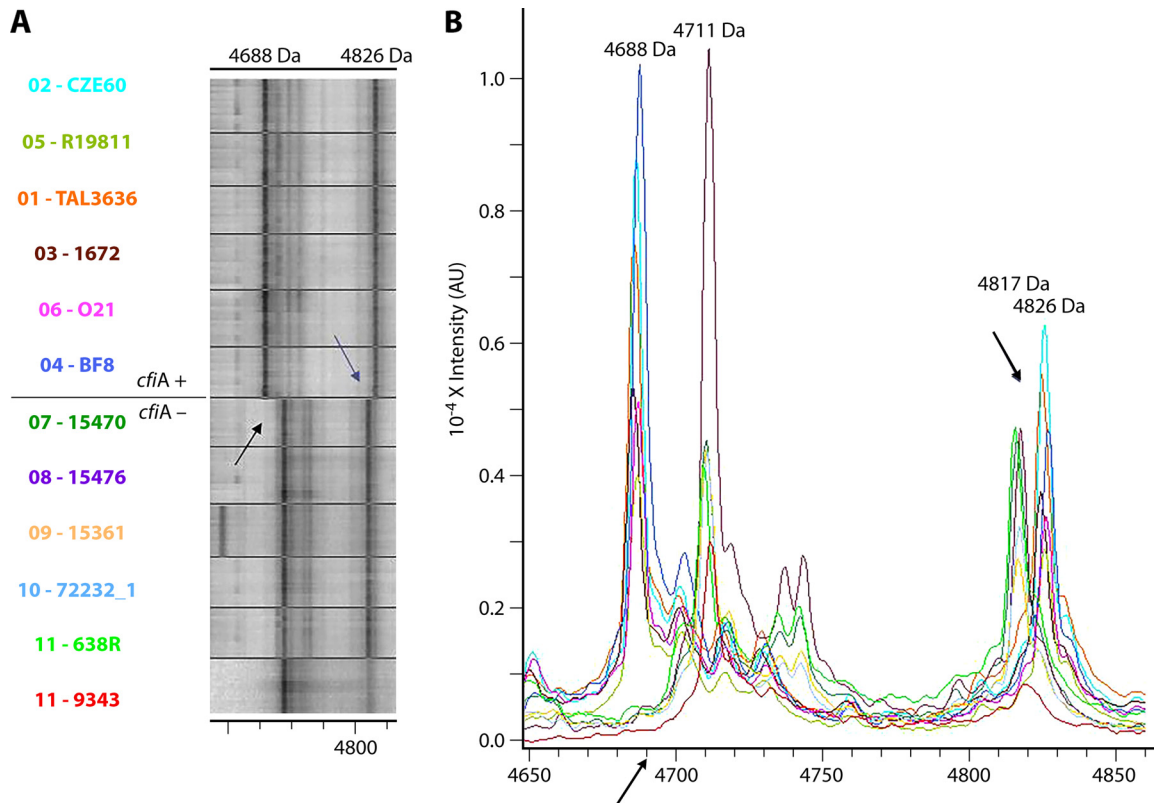 A
4688 Da
4826 Da
02 - CZE60
05 - R19811
01 - TAL3636
03 - 1672
06 - O21
04 - BF8
cfiA +
cfiA –
07 - 15470
08 - 15476
09 - 15361
10 - 72232_1
11 - 638R
11 - 9343
4800
B
4688 Da
4711 Da
4817 Da
4826 Da
10⁻⁴ X Intensity (AU)
1.0
0.8
0.6
0.4
0.2
0.0
4650
4700
4750
4800
4850